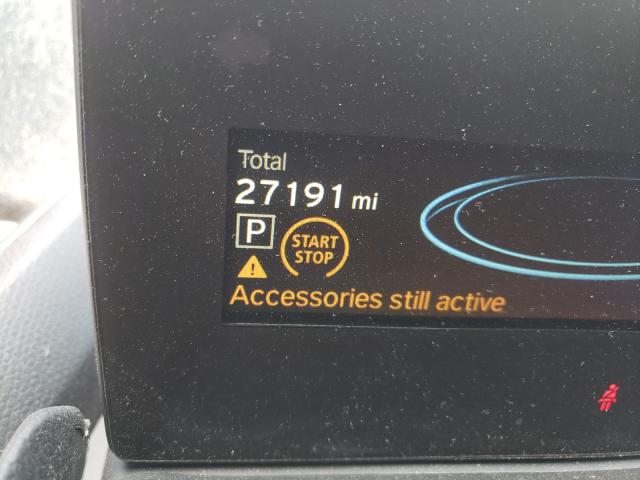 Total
27191 mi
P
START
STOP
Accessories still active